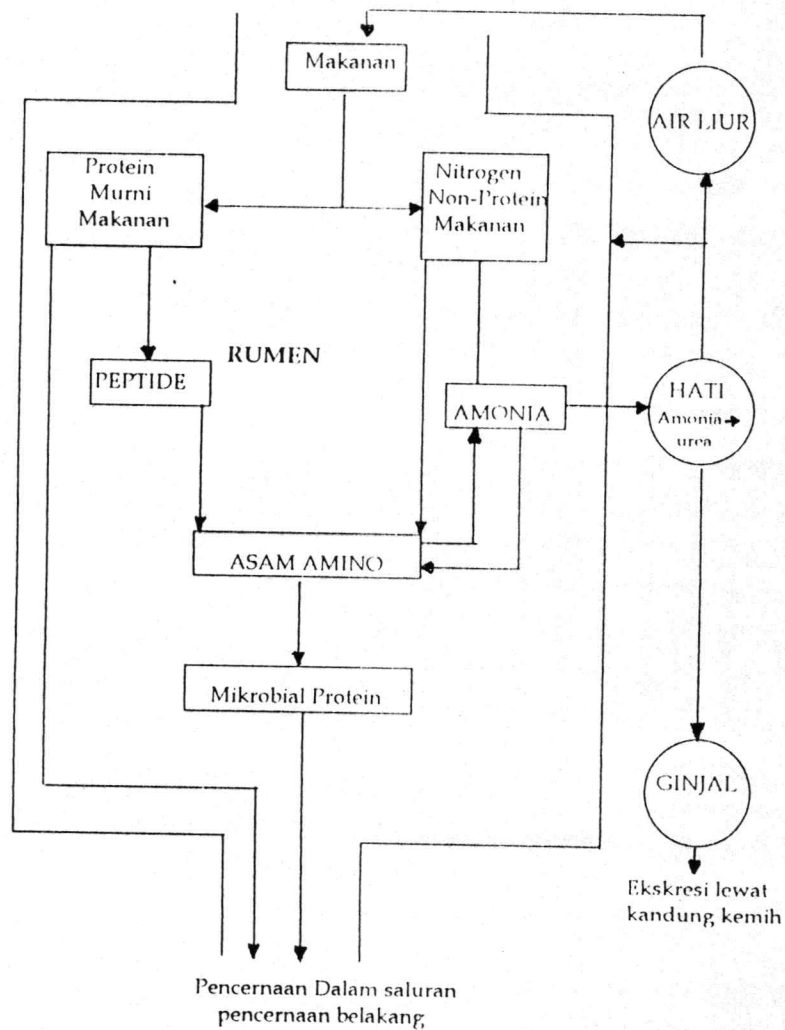 Makanan
AIR LIUR
Protein
Murni
Makanan
Nitrogen
Non-Protein
Makanan
RUMEN
PEPTIDE
AMONIA
HATI
Amonia→
urea
ASAM AMINO
Mikrobial Protein
GINJAL
Ekskresi lewat
kandung kemih
Pencernaan Dalam saluran
pencernaan belakang